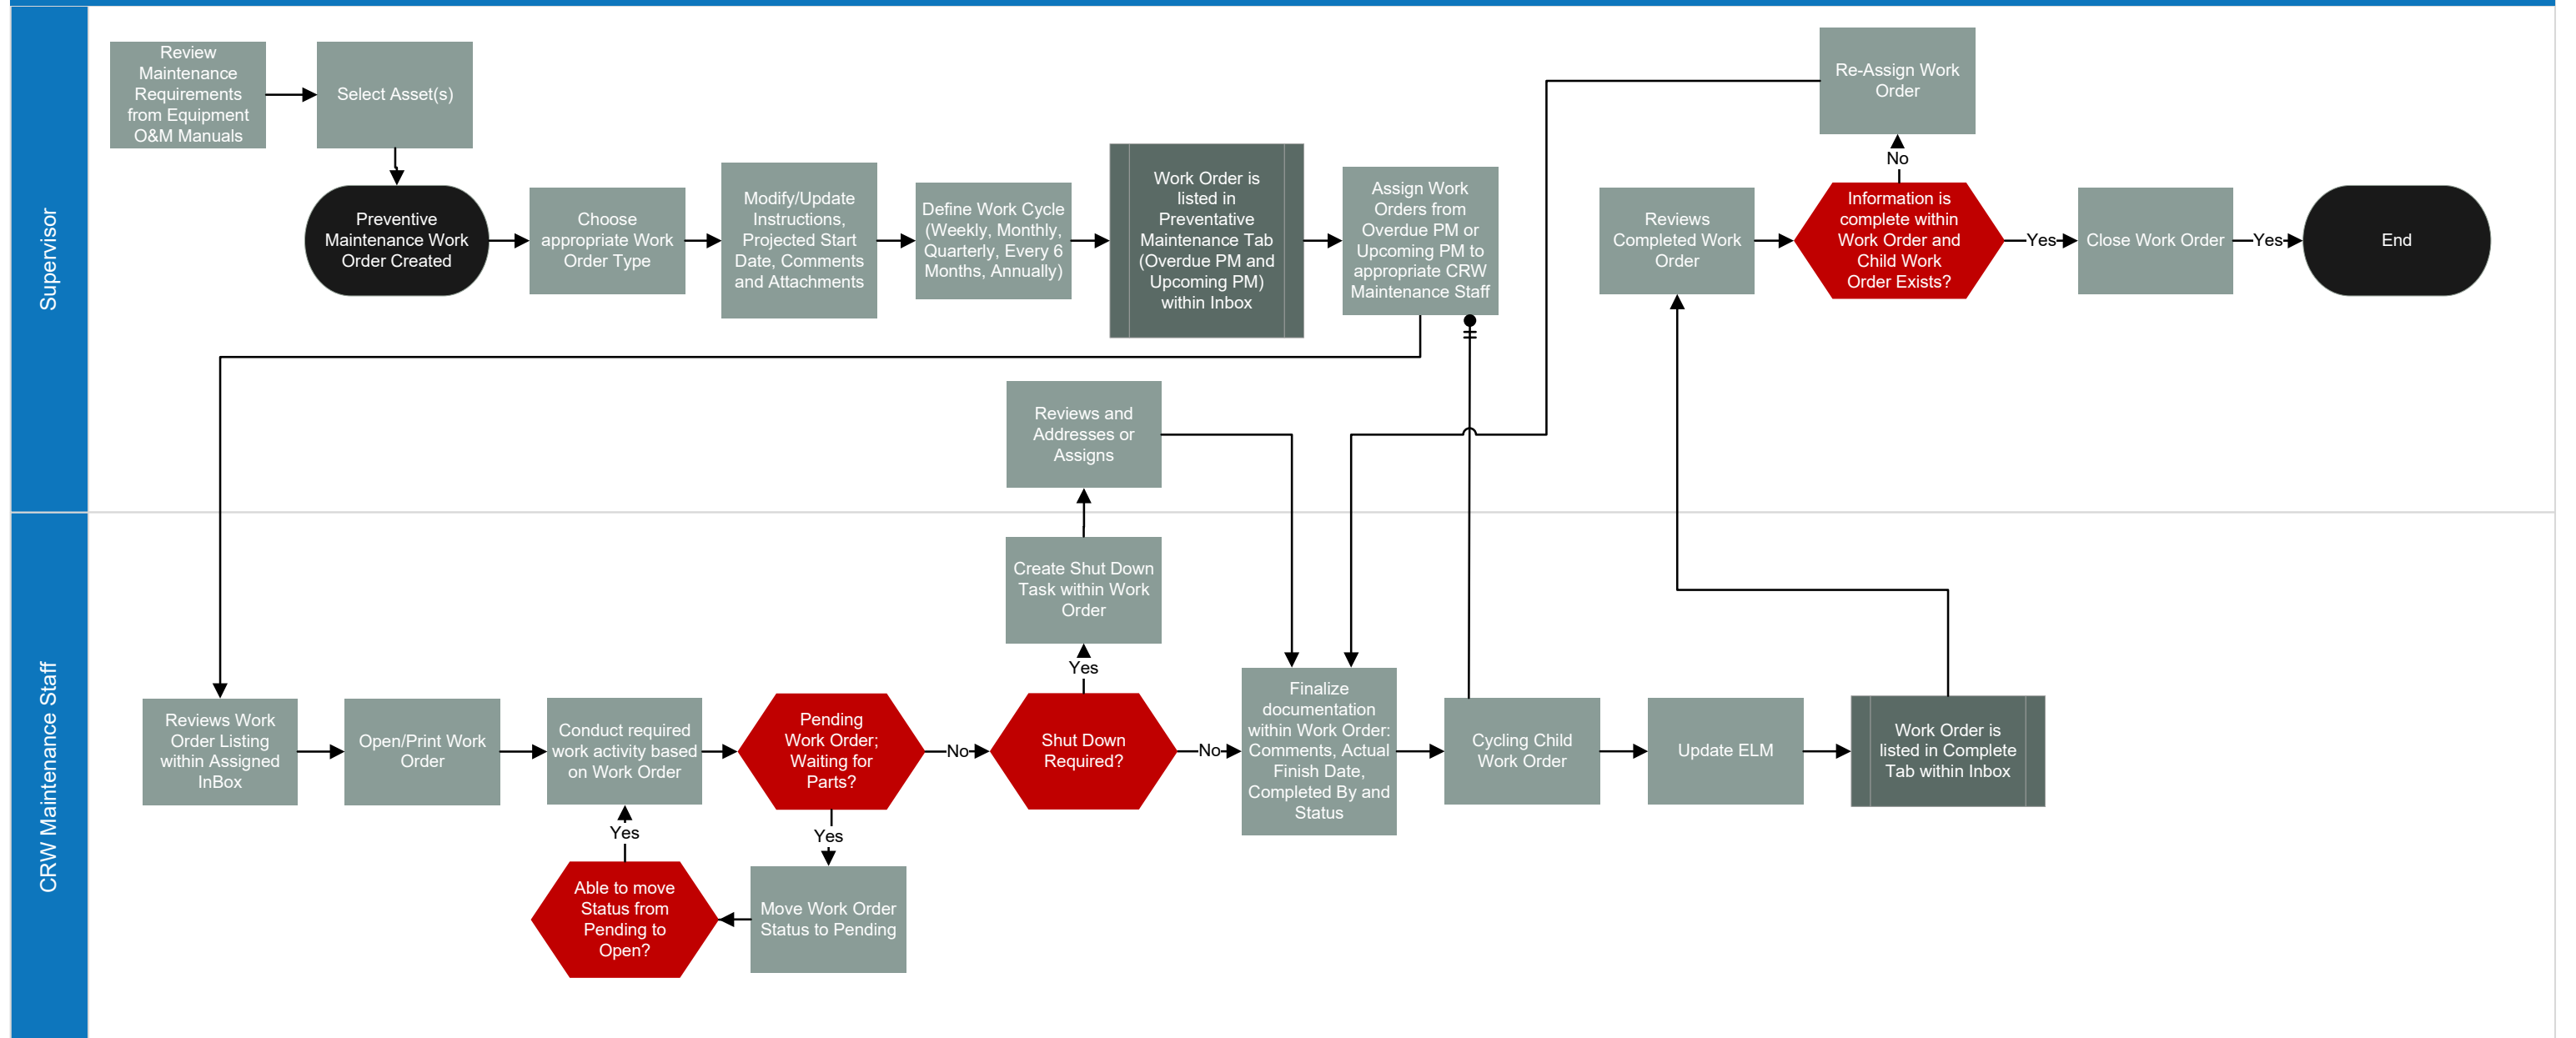 Supervisor
Review
Maintenance
Requirements
from Equipment
O&M Manuals
Select Asset(s)
Preventive
Maintenance Work
Order Created
Choose
appropriate Work
Order Type
Modify/Update
Instructions,
Projected Start
Date, Comments
and Attachments
Define Work Cycle
(Weekly, Monthly,
Quarterly, Every 6
Months, Annually)
Work Order is
listed in
Preventative
Maintenance Tab
(Overdue PM and
Upcoming PM)
within Inbox
Assign Work
Orders from
Overdue PM or
Upcoming PM to
appropriate CRW
Maintenance Staff
Re-Assign Work
Order
No
Reviews
Completed Work
Order
Information is
complete within
Work Order and
Child Work
Order Exists?
Yes
Close Work Order
Yes
End
Reviews and
Addresses or
Assigns
CRW Maintenance Staff
Create Shut Down
Task within Work
Order
Yes
Reviews Work
Order Listing
within Assigned
InBox
Open/Print Work
Order
Conduct required
work activity based
on Work Order
Pending
Work Order;
Waiting for
Parts?
No
Shut Down
Required?
No
Finalize
documentation
within Work Order:
Comments, Actual
Finish Date,
Completed By and
Status
Cycling Child
Work Order
Update ELM
Work Order is
listed in Complete
Tab within Inbox
Yes
Yes
Able to move
Status from
Pending to
Open?
Move Work Order
Status to Pending